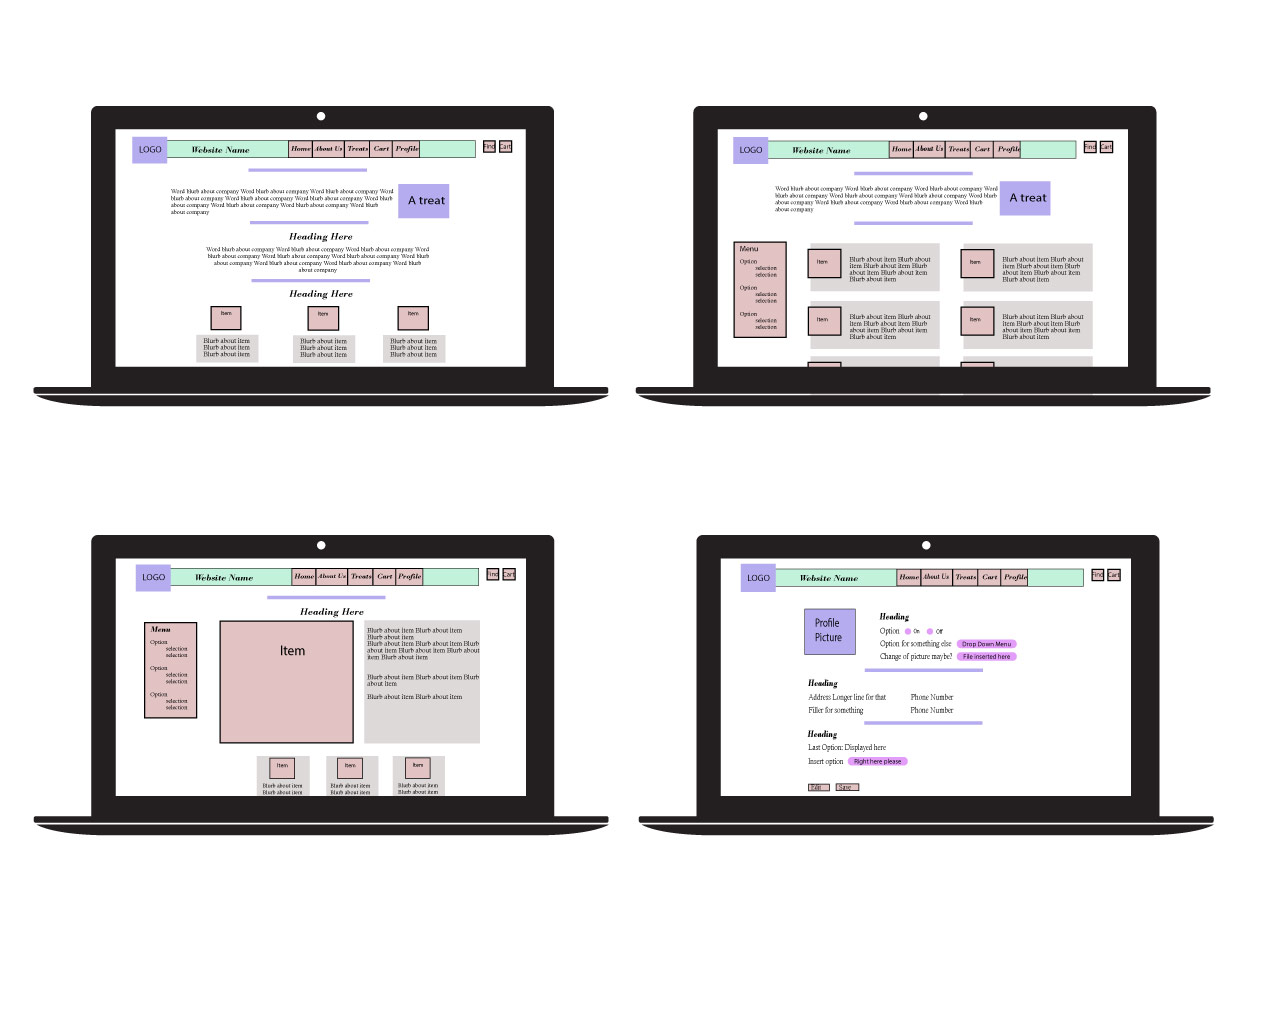 LOGO Website Name Home About Us Treats Cart Profile Find Cart
Word blurb about company Word blurb about company Word blurb about company Word
blurb about company Word blurb about company Word blurb about company Word blurb
about company Word blurb about company Word blurb about company Word blurb
about company
A treat
Heading Here
Word blurb about company Word blurb about company Word blurb about company Word
blurb about company Word blurb about company Word blurb about company Word blurb
about company Word blurb about company Word blurb about company Word blurb
about company
Heading Here
Item Item Item
Blurb about item Blurb about item Blurb about item
Blurb about item Blurb about item Blurb about item
Blurb about item Blurb about item Blurb about item
LOGO Website Name Home About Us Treats Cart Profile Find Cart
Word blurb about company Word blurb about company Word blurb about company Word
blurb about company Word blurb about company Word blurb about company Word blurb
about company Word blurb about company Word blurb about company Word blurb
about company
A treat
Menu
Option
selection
selection
Option
selection
selection
Option
selection
selection
Item
Blurb about item Blurb about
item Blurb about item Blurb
about item Blurb about item
Blurb about item
Item
Blurb about item Blurb about
item Blurb about item Blurb
about item Blurb about item
Blurb about item
Item
Blurb about item Blurb about
item Blurb about item Blurb
about item Blurb about item
Blurb about item
Item
Blurb about item Blurb about
item Blurb about item Blurb
about item Blurb about item
Blurb about item
LOGO Website Name Home About Us Treats Cart Profile Find Cart
Heading Here
Menu
Option
selection
selection
Option
selection
selection
Option
selection
selection
Item
Blurb about item Blurb about item
Blurb about item
Blurb about item Blurb about item Blurb
about item Blurb about item Blurb about
item Blurb about item
Blurb about item Blurb about item Blurb
about item
Blurb about item Blurb about item
Item Item Item
Blurb about item Blurb about item Blurb about item
Blurb about item Blurb about item Blurb about item
LOGO Website Name Home About Us Treats Cart Profile Find Cart
Profile
Picture
Heading
Option On Off
Option for something else Drop Down Menu
Change of picture maybe? File inserted here
Heading
Address Longer line for that Phone Number
Filler for something Phone Number
Heading
Last Option: Displayed here
Insert option Right here please
Edit Save